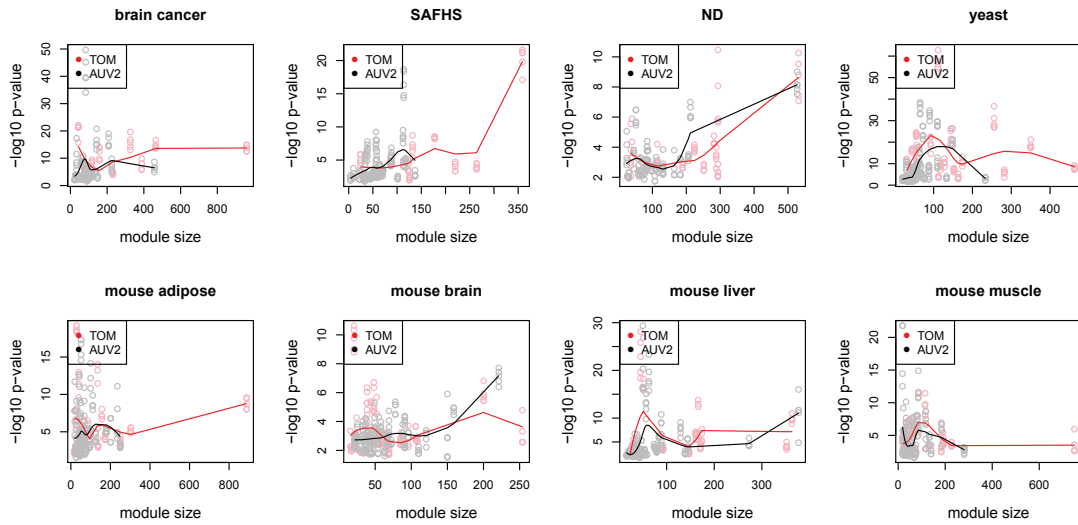 brain cancer
TOM
AUV2
−log10 p−value
0 10 20 30 40 50
0 200 400 600 800
module size
SAFHS
TOM
AUV2
−log10 p−value
5 10 15 20
0 50 150 250 350
module size
ND
TOM
AUV2
−log10 p−value
2 4 6 8 10
100 200 300 400 500
module size
yeast
TOM
AUV2
−log10 p−value
0 10 30 50
100 200 300 400
module size
mouse adipose
TOM
AUV2
−log10 p−value
5 10 15
0 200 400 600 800
module size
mouse brain
TOM
AUV2
−log10 p−value
2 4 6 8 10
50 100 150 200 250
module size
mouse liver
TOM
AUV2
−log10 p−value
5 10 20 30
0 100 200 300
module size
mouse muscle
TOM
AUV2
−log10 p−value
5 10 15 20
0 200 400 600
module size